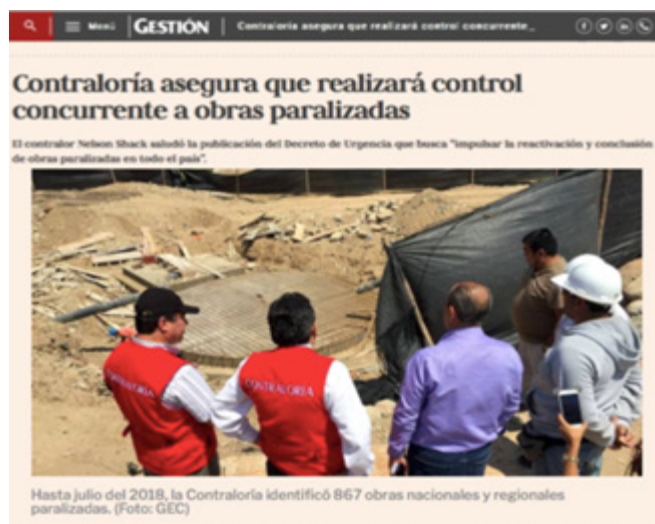 Menú GESTIÓN Contraloría asegura que realizará control concurrente_
Contraloría asegura que realizará control
concurrente a obras paralizadas
El contralor Nelson Shack saludó la publicación del Decreto de Urgencia que busca “impulsar la reactivación y conclusión
de obras paralizadas en todo el país”.
CONTRALORÍA
CONTRALORÍA
Hasta julio del 2018, la Contraloría identificó 867 obras nacionales y regionales
paralizadas. (Foto: GEC)